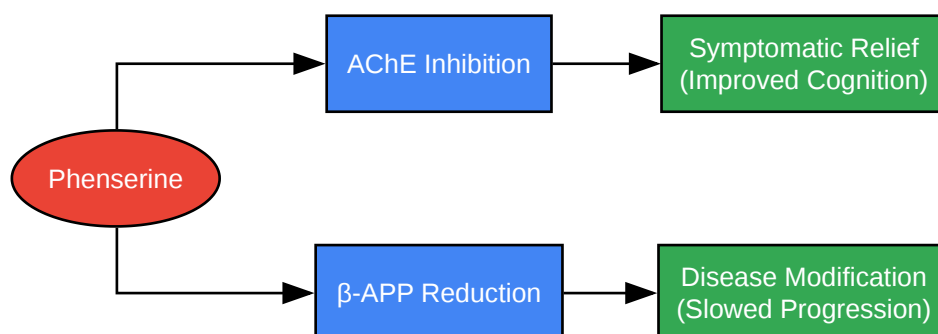 AChE Inhibition
Symptomatic Relief
(Improved Cognition)
Phenserine
β-APP Reduction
Disease Modification
(Slowed Progression)